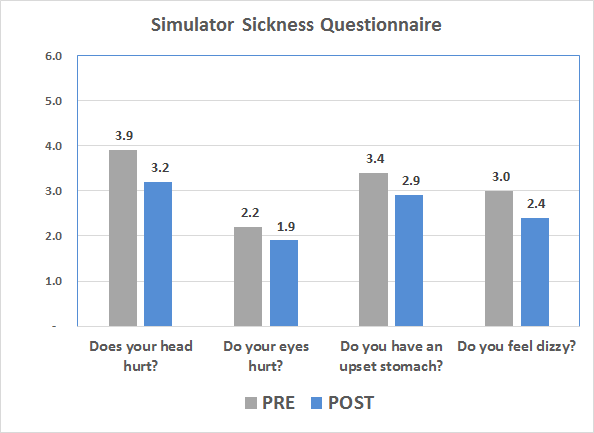 Simulator Sickness Questionnaire
6.0
5.0
4.0
3.0
2.0
1.0
-
3.9
3.2
2.2
1.9
3.4
2.9
3.0
2.4
Does your head
hurt?
Do your eyes
hurt?
Do you have an
upset stomach?
Do you feel dizzy?
PRE POST